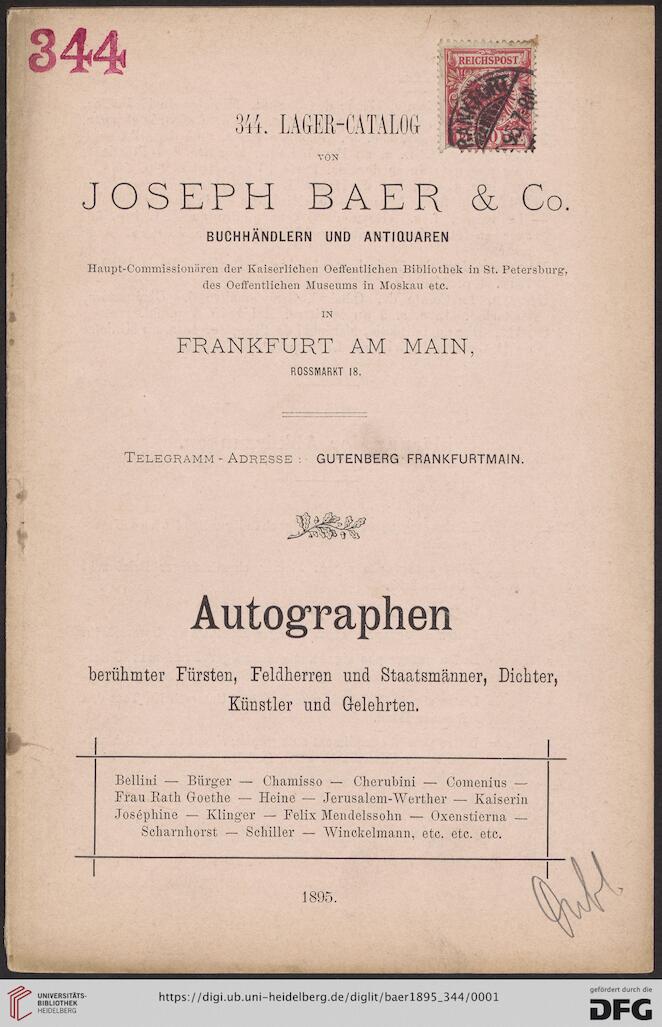 344
REICHSPOST
344. LAGER-CATALOG
VON
JOSEPH BAER & Co.
BUCHHÄNDLERN UND ANTIQUAREN
Haupt-Commissionären der Kaiserlichen Oeffentlichen Bibliothek in St. Petersburg,
des Oeffentlichen Museums in Moskau etc.
IN
FRANKFURT AM MAIN,
ROSSMARKT 18.
TELEGRAMM-ADRESSE: GUTENBERG FRANKFURTMAIN.
Autographen
berühmter Fürsten, Feldherren und Staatsmänner, Dichter,
Künstler und Gelehrten.
Bellini — Bürger — Chamisso — Cherubini — Comenius —
Frau Rath Goethe — Heine — Jerusalem-Werther — Kaiserin
Joséphine — Klinger — Felix Mendelssohn — Oxenstierna —
Scharnhorst — Schiller — Winckelmann, etc. etc. etc.
1895.
UNIVERSITÄTS-
BIBLIOTHEK
HEIDELBERG
https://digi.ub.uni-heidelberg.de/diglit/baer1895_344/0001
gefördert durch die
DFG